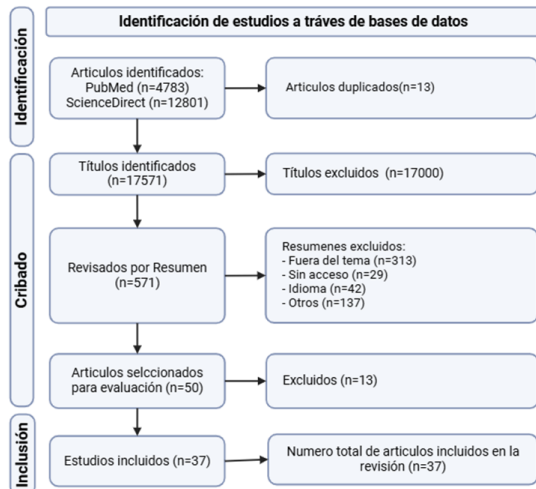 Identificación de estudios a tráves de bases de datos
Identificación
Articulos identificados:
PubMed (n=4783)
ScienceDirect (n=12801)
Articulos duplicados(n=13)
Cribado
Títulos identificados
(n=17571)
Títulos excluidos (n=17000)
Revisados por Resumen
(n=571)
Resumenes excluidos:
- Fuera del tema (n=313)
- Sin acceso (n=29)
- Idioma (n=42)
- Otros (n=137)
Articulos selccionados
para evaluación (n=50)
Excluidos (n=13)
Inclusión
Estudios incluidos (n=37)
Numero total de articulos incluidos en la
revisión (n=37)